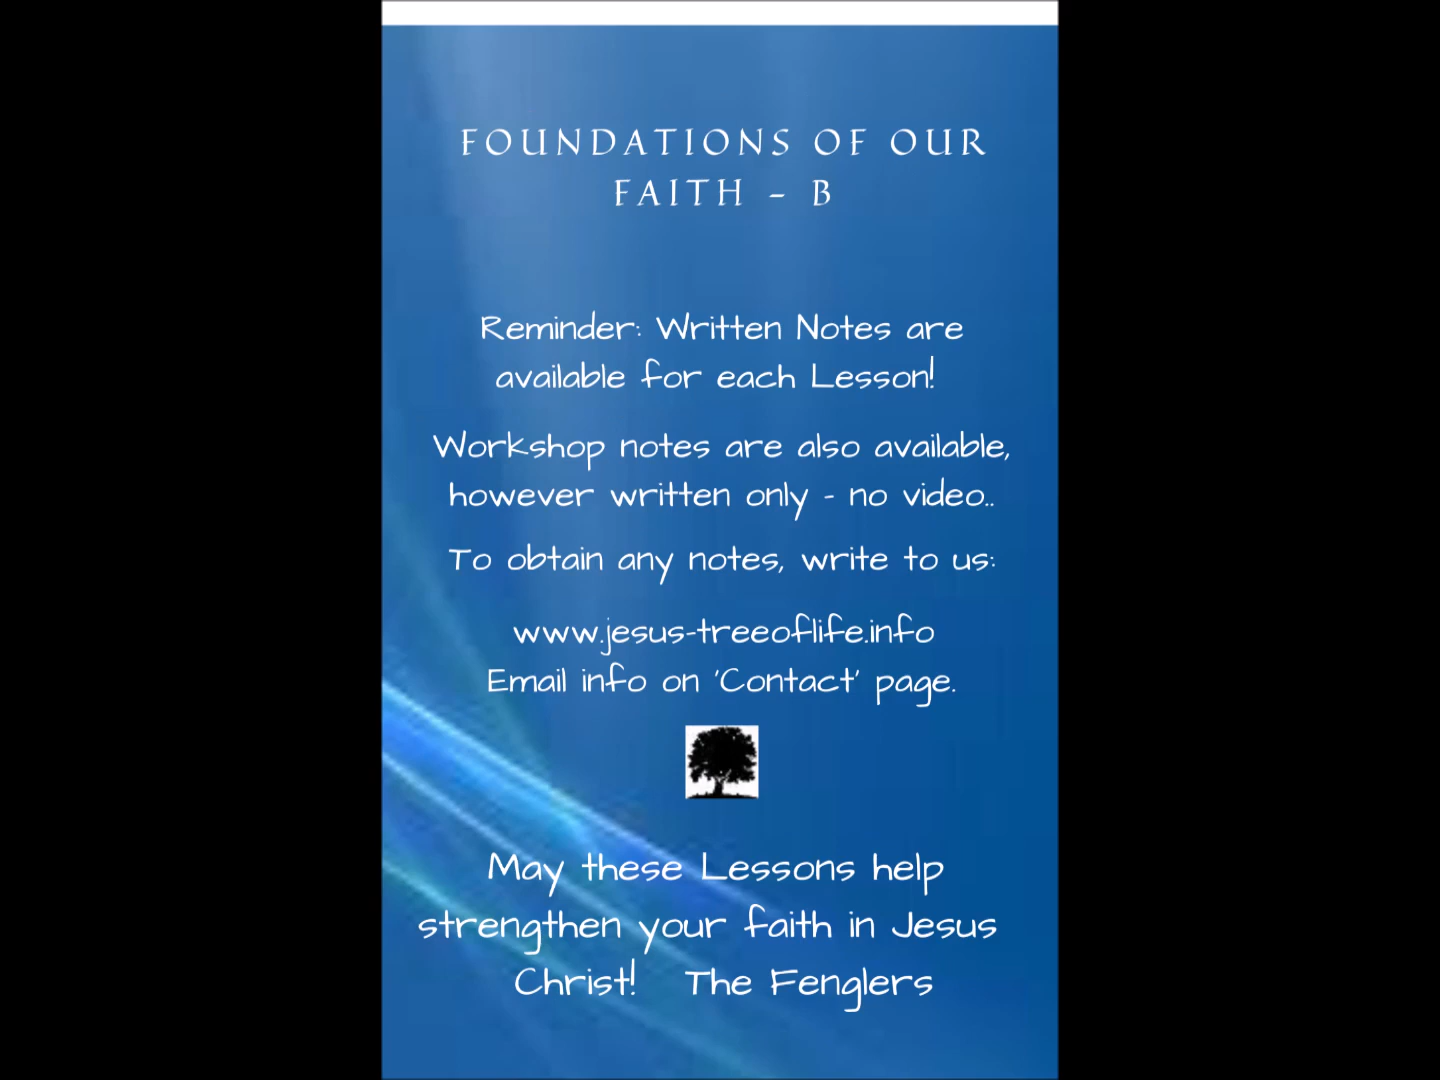 FOUNDATIONS OF OUR
FAITH - B
Reminder: Written Notes are
available for each Lesson!
Workshop notes are also available,
however written only - no video..
To obtain any notes, write to us:
www.jesus-treeoflife.info
Email info on 'Contact' page.
May these Lessons help
strengthen your faith in Jesus
Christ! The Fenglers